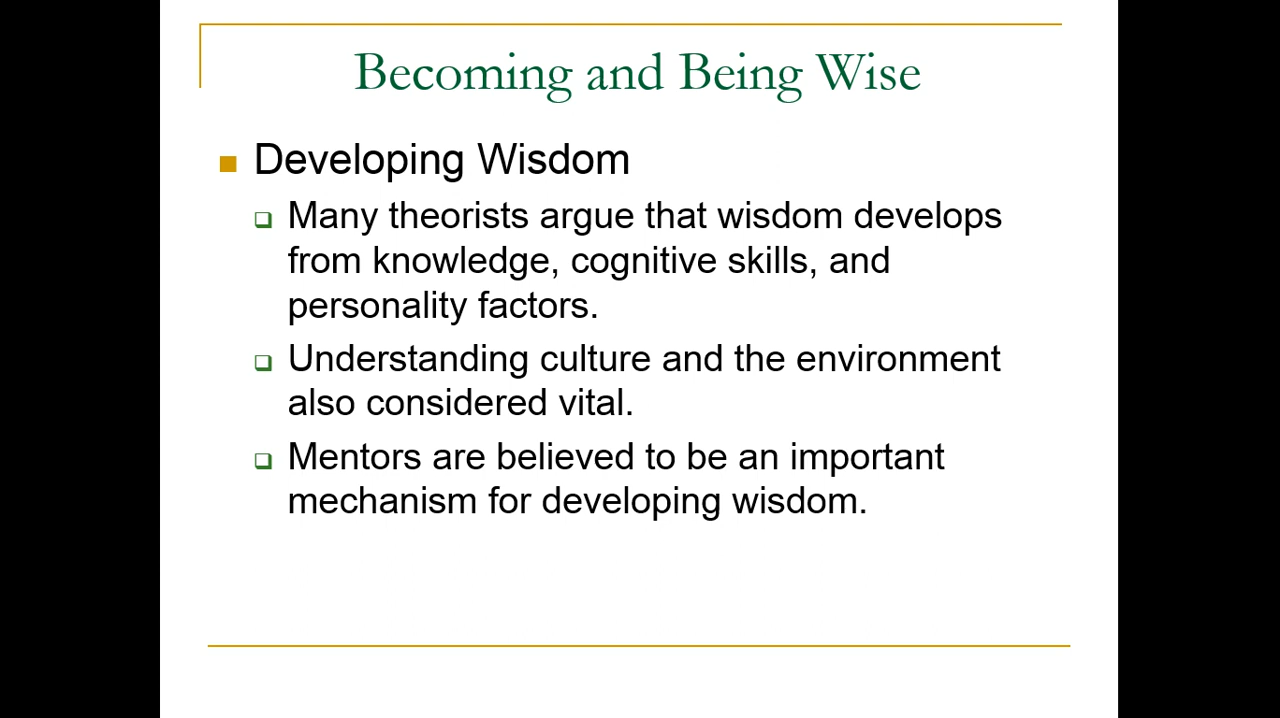 Becoming and Being Wise
Developing Wisdom
Many theorists argue that wisdom develops
from knowledge, cognitive skills, and
personality factors.
Understanding culture and the environment
also considered vital.
Mentors are believed to be an important
mechanism for developing wisdom.